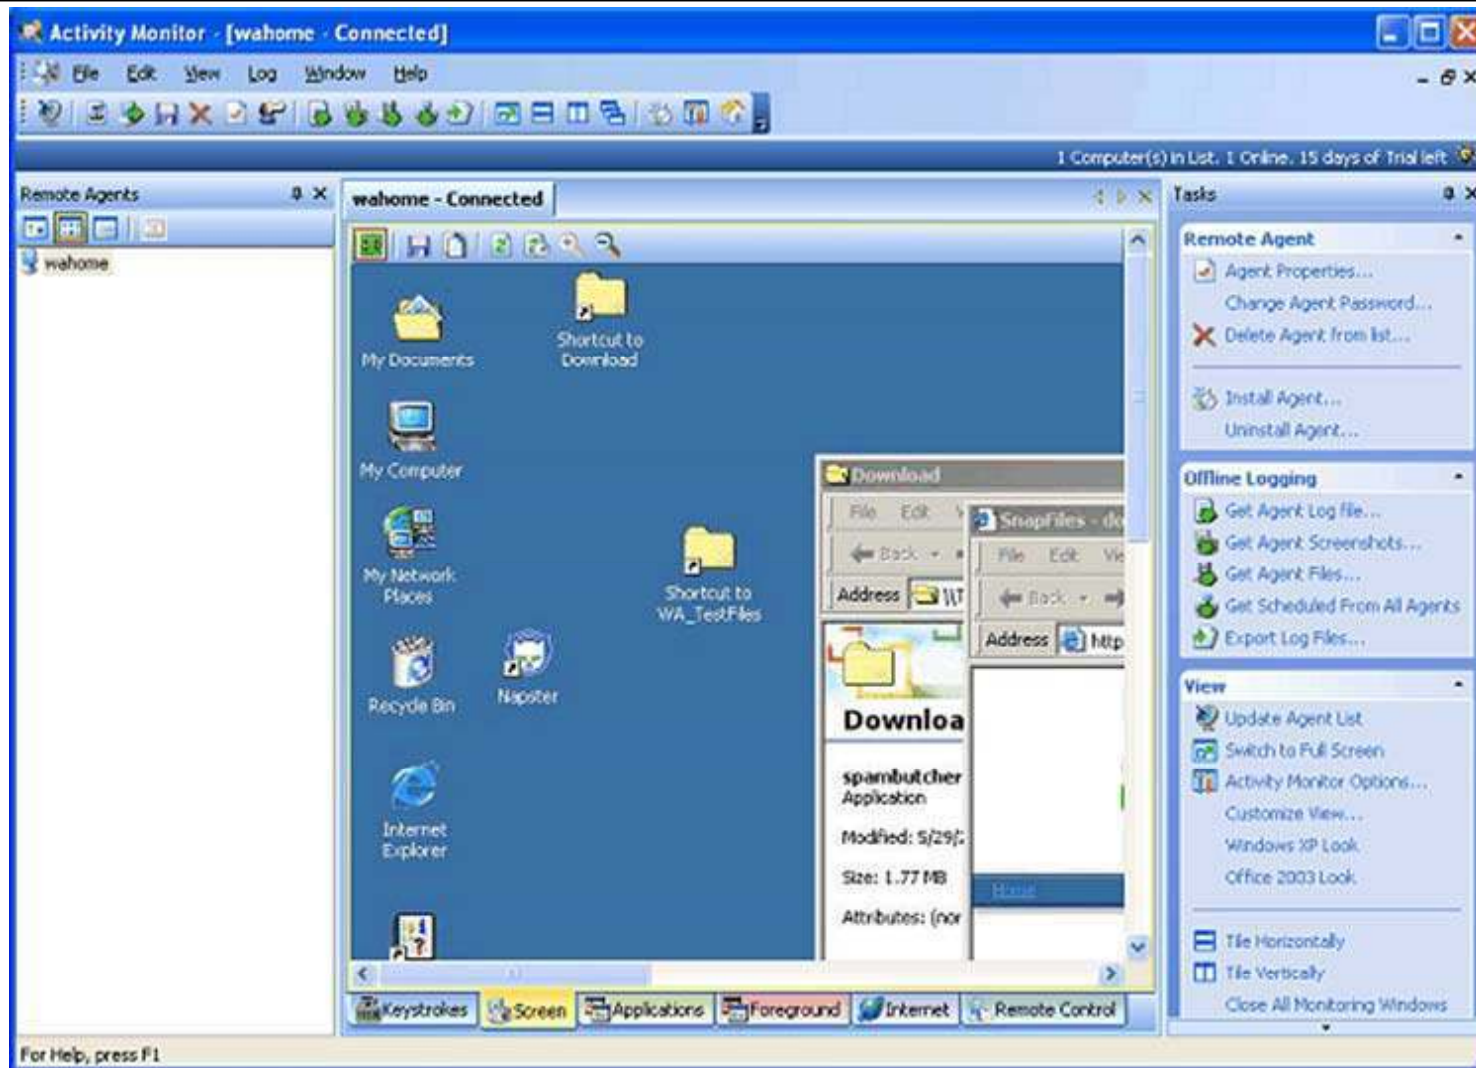 Activity Monitor - [wahome - Connected]
File Edit View Log Window Help
1 Computer(s) in List. 1 Online. 15 days of Trial left
Remote Agents
wahome
wahome - Connected
My Documents
Shortcut to
Download
My Computer
My Network
Places
Shortcut to
WA_TestFiles
Recycle Bin
Napster
Internet
Explorer
Download
File Edit
Back
Address
Downloa
spambutcher
Application
Modified: 5/29/
Size: 1.77 MB
Attributes: (nor
SnapFiles - do
File Edit Vie
Back
Address http
Home
Keystrokes Screen Applications Foreground Internet Remote Control
Tasks
Remote Agent
Agent Properties...
Change Agent Password...
Delete Agent from list...
Install Agent...
Uninstall Agent...
Offline Logging
Get Agent Log file...
Get Agent Screenshots...
Get Agent Files...
Get Scheduled From All Agents
Export Log Files...
View
Update Agent List
Switch to Full Screen
Activity Monitor Options...
Customize View...
Windows XP Look
Office 2003 Look
Tile Horizontally
Tile Vertically
Close All Monitoring Windows
For Help, press F1